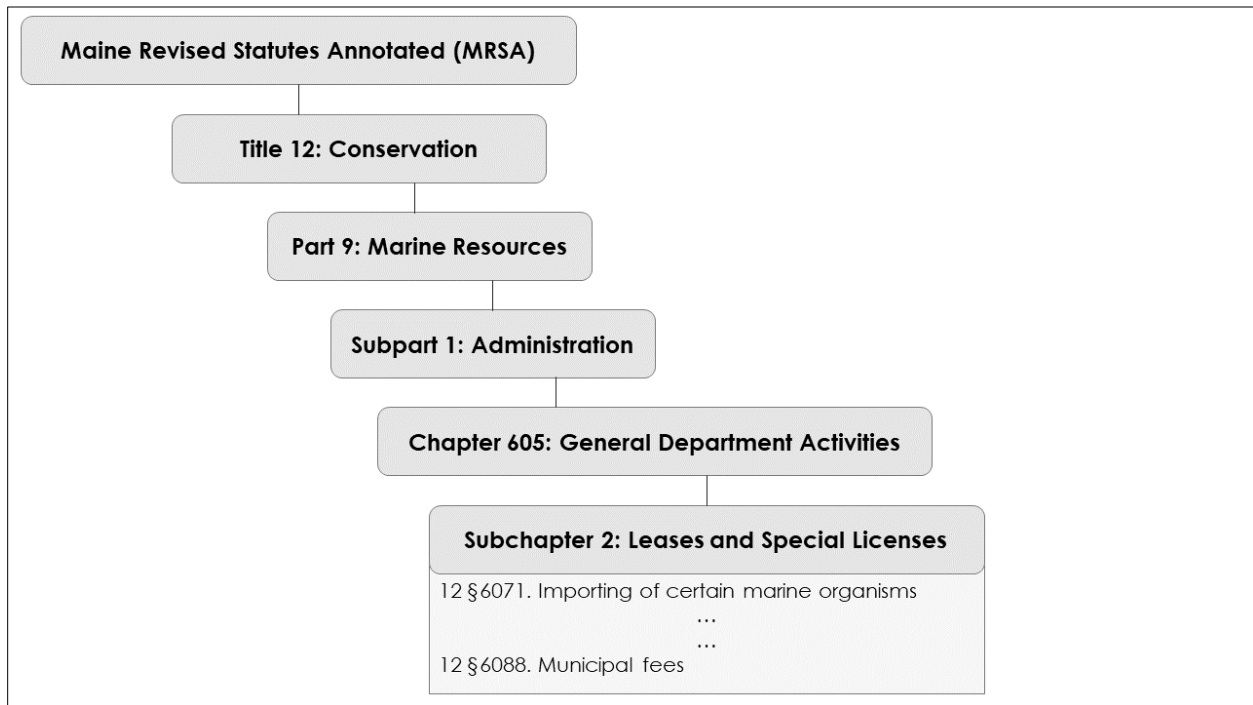 Maine Revised Statutes Annotated (MRSA)
Title 12: Conservation
Part 9: Marine Resources
Subpart 1: Administration
Chapter 605: General Department Activities
Subchapter 2: Leases and Special Licenses
12 §6071. Importing of certain marine organisms
…
…
12 §6088. Municipal fees